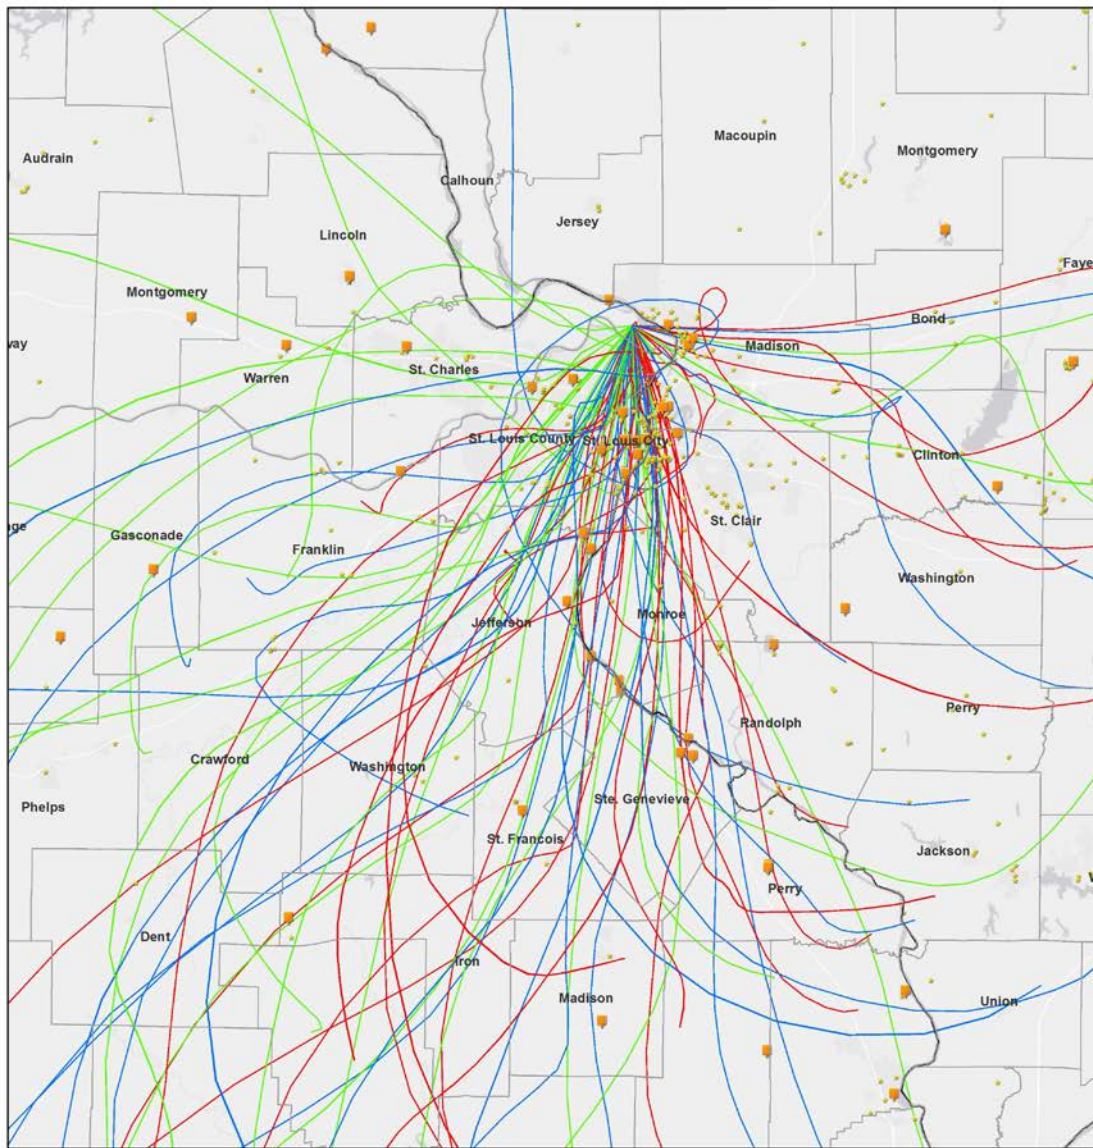 Macoupin
Montgomery
Audrain
Calhoun
Jersey
Lincoln
Faye
Montgomery
Bond
way
Madison
Warren
St. Charles
St. Louis County
St. Louis City
Clinton
St. Clair
age
Gasconade
Franklin
Washington
Jefferson
Monroe
Perry
Randolph
Crawford
Washington
Phelps
Ste. Genevieve
St. Francois
Jackson
W
Perry
Dent
Iron
Madison
Union